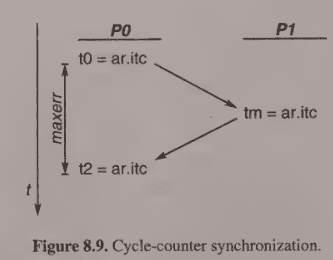 P0 P1
t0 = ar.itc
tm = ar.itc
maxerr
t2 = ar.itc
t
Figure 8.9. Cycle-counter synchronization.